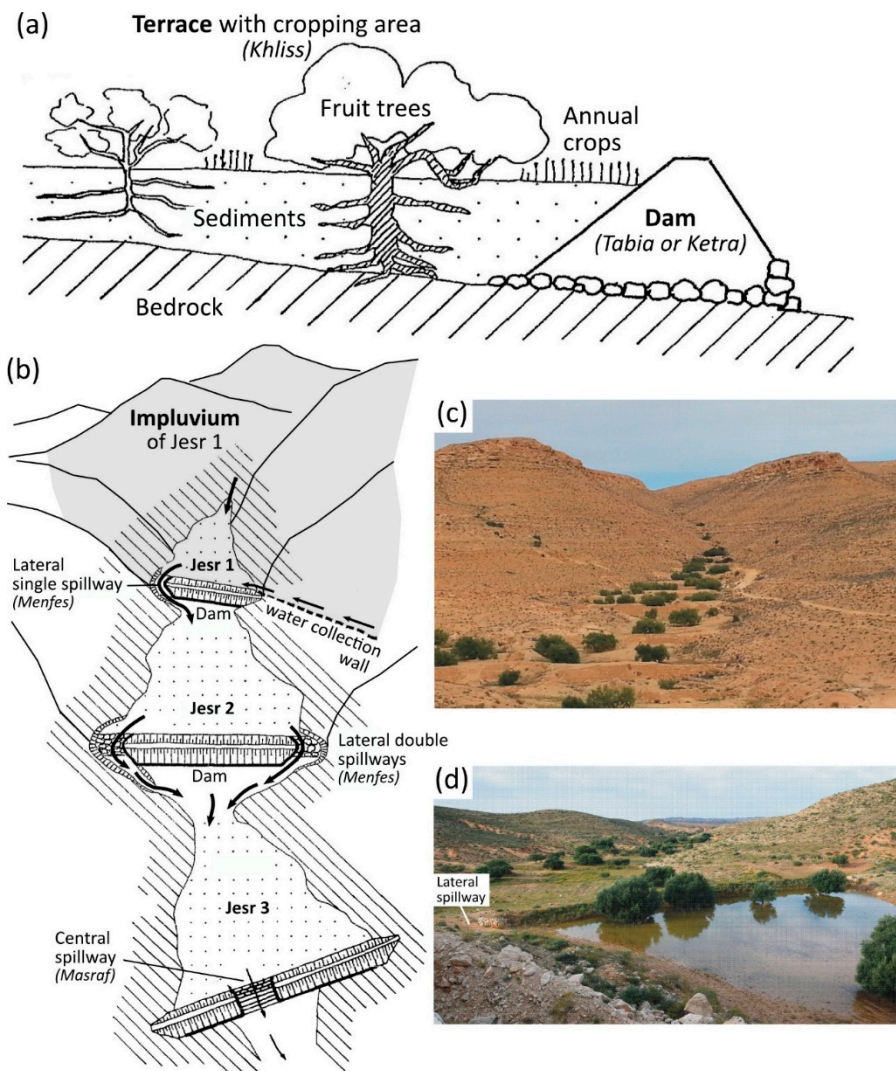 (a)
Terrace with cropping area
(Khliss)
Fruit trees
Annual
crops
Sediments
Dam
(Tabia or Ketra)
Bedrock
(b)
Impluvium
of Jesr 1
Jesr 1
Lateral
single spillway
(Menfes)
Dam
water collection
wall
Jesr 2
Lateral double
spillways
(Menfes)
Dam
Jesr 3
Central
spillway
(Masraf)
(c)
(d)
Lateral
spillway